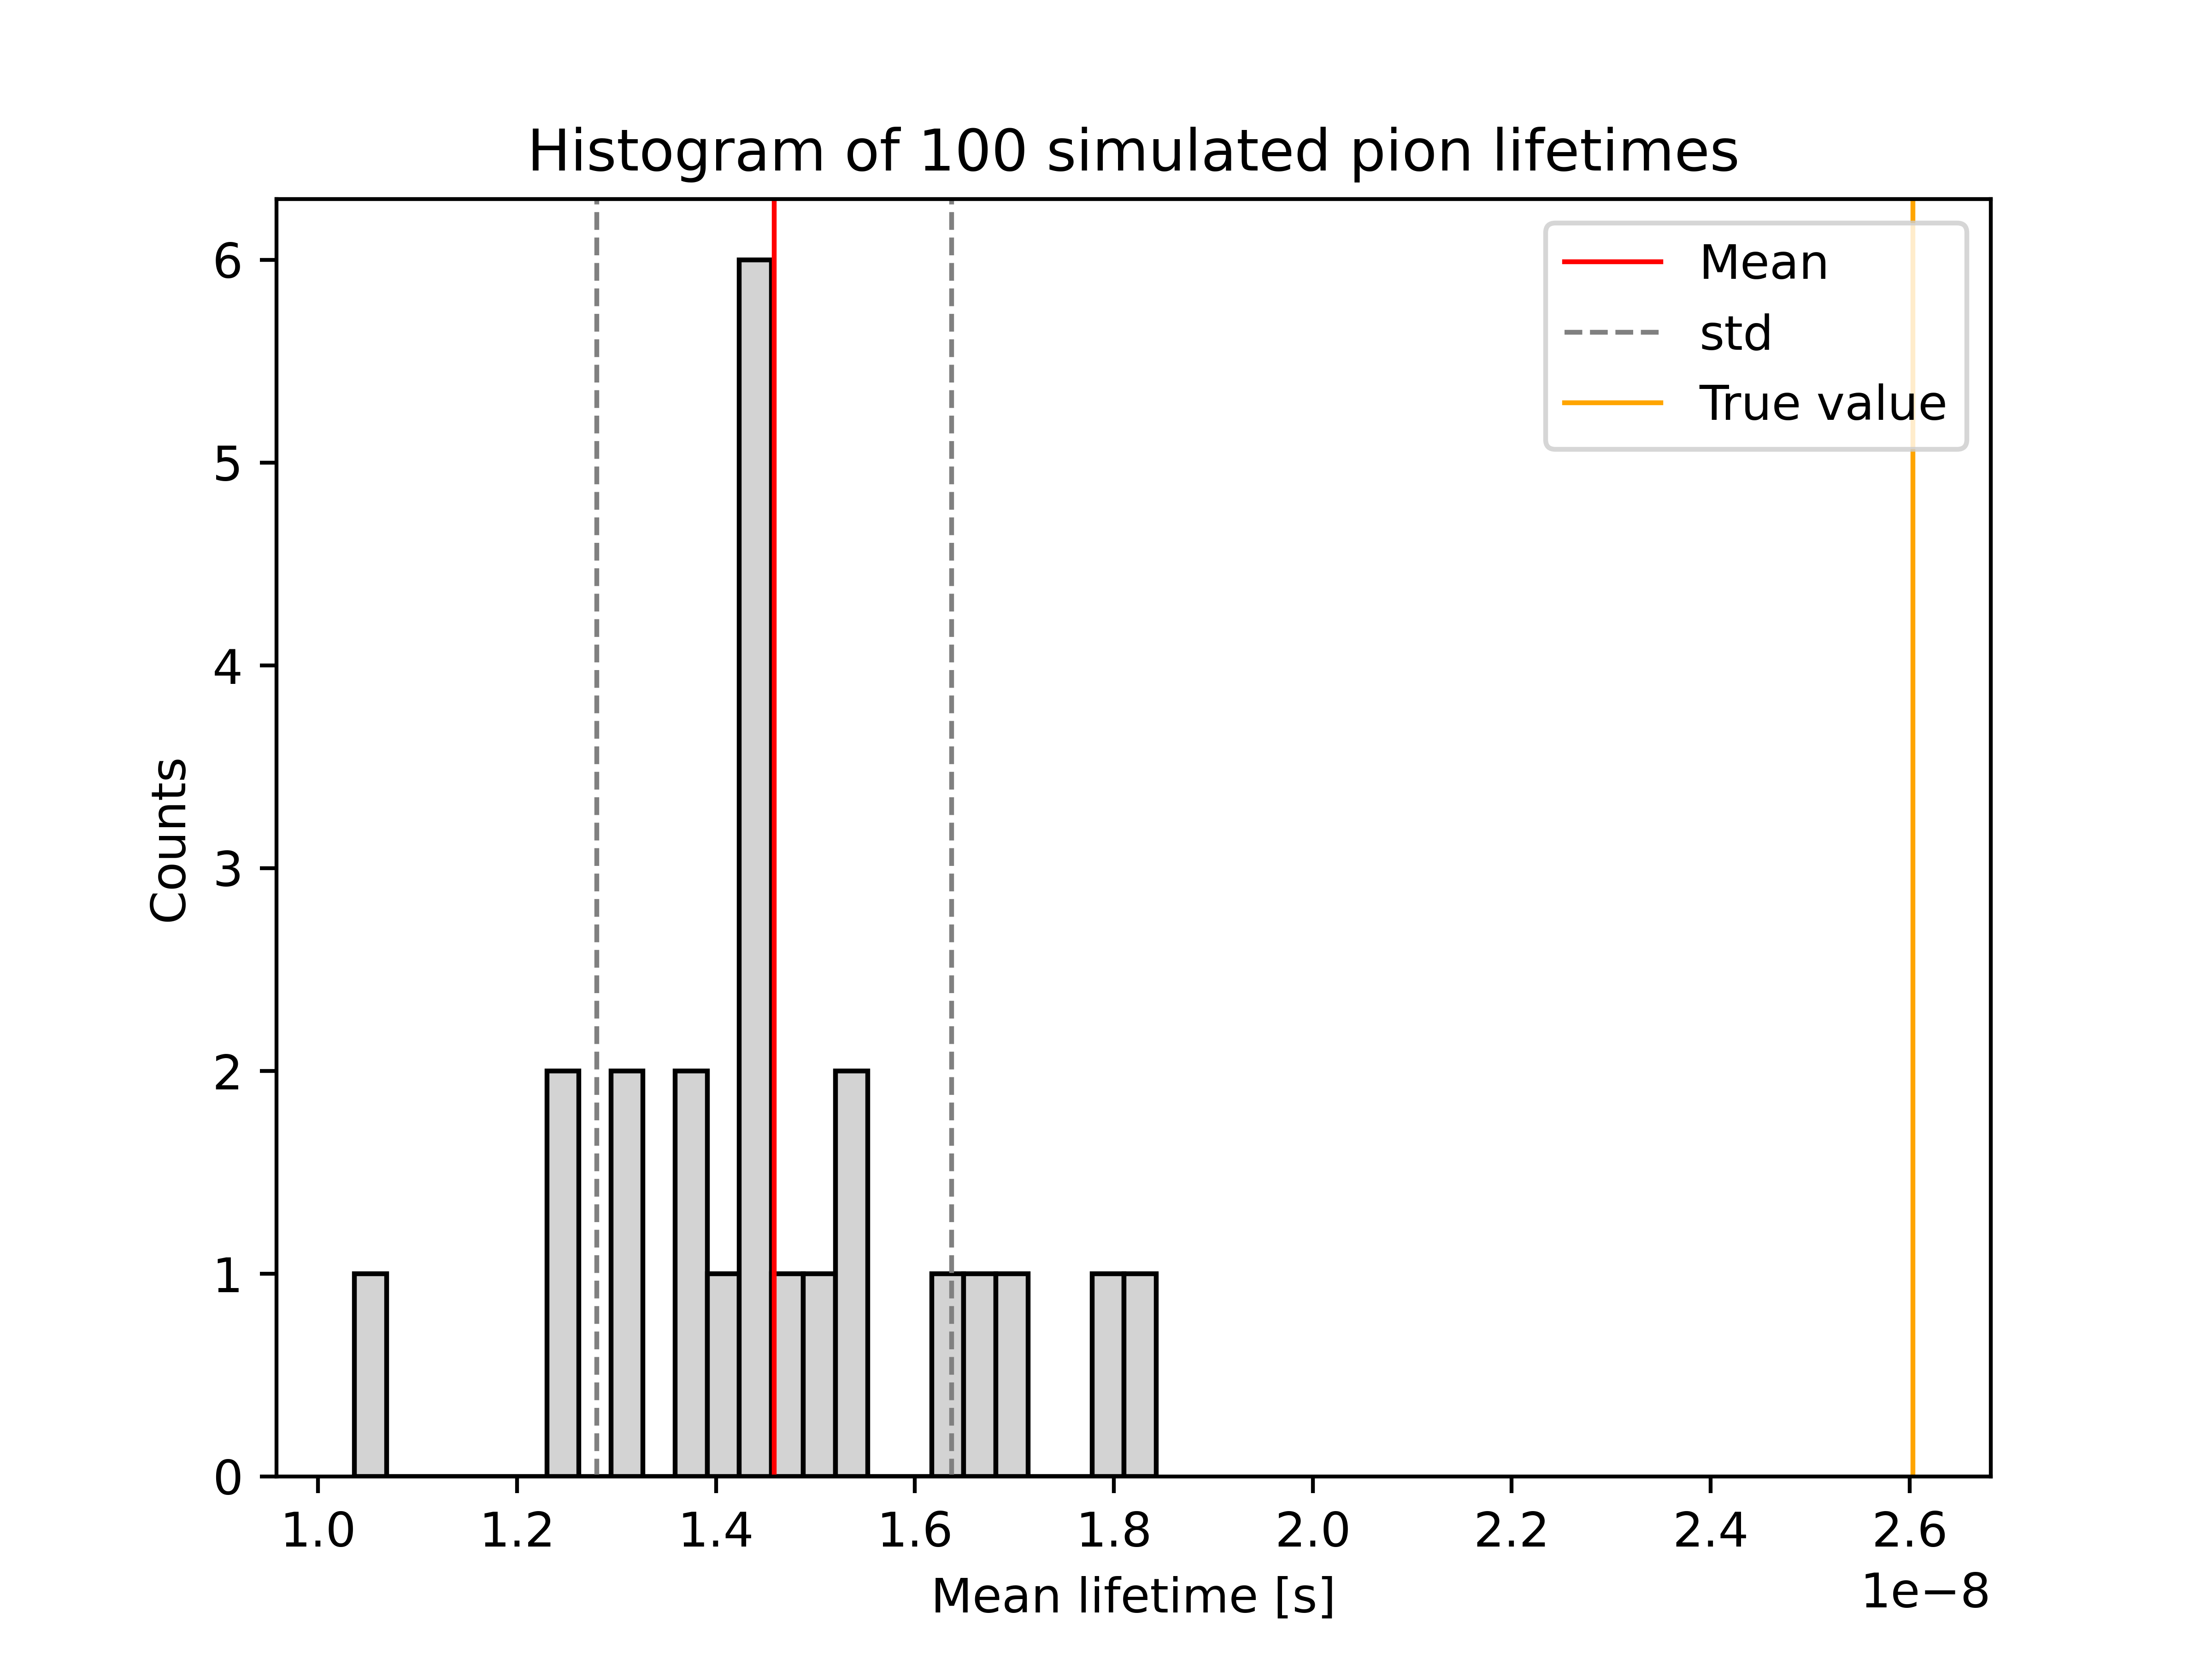 Histogram of 100 simulated pion lifetimes
Mean
std
True value
Counts
6
5
4
3
2
1
0
1.0 1.2 1.4 1.6 1.8 2.0 2.2 2.4 2.6
1e−8
Mean lifetime [s]